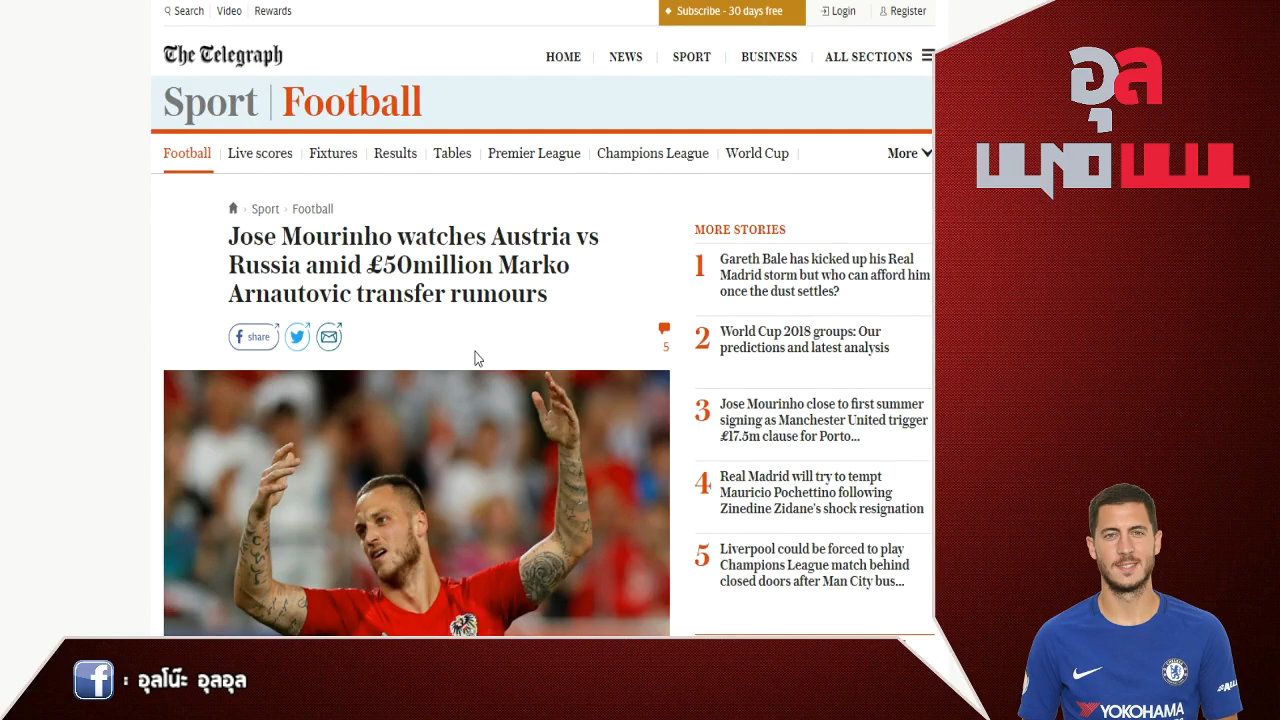 Search
Video
Rewards
Subscribe - 30 days free
Login
Register
The Telegraph
HOME
NEWS
SPORT
BUSINESS
ALL SECTIONS
Sport
Football
Football
Live scores
Fixtures
Results
Tables
Premier League
Champions League
World Cup
More
Sport
Football
Jose Mourinho watches Austria vs
Russia amid £50million Marko
Arnautovic transfer rumours
share
5
MORE STORIES
1
Gareth Bale has kicked up his Real
Madrid storm but who can afford him
once the dust settles?
2
World Cup 2018 groups: Our
predictions and latest analysis
3
Jose Mourinho close to first summer
signing as Manchester United trigger
£17.5m clause for Porto...
4
Real Madrid will try to tempt
Mauricio Pochettino following
Zinedine Zidane's shock resignation
5
Liverpool could be forced to play
Champions League match behind
closed doors after Man City bus...
อุล
YOKOHAMA
f : อุลโน๊ะ อุลอุล